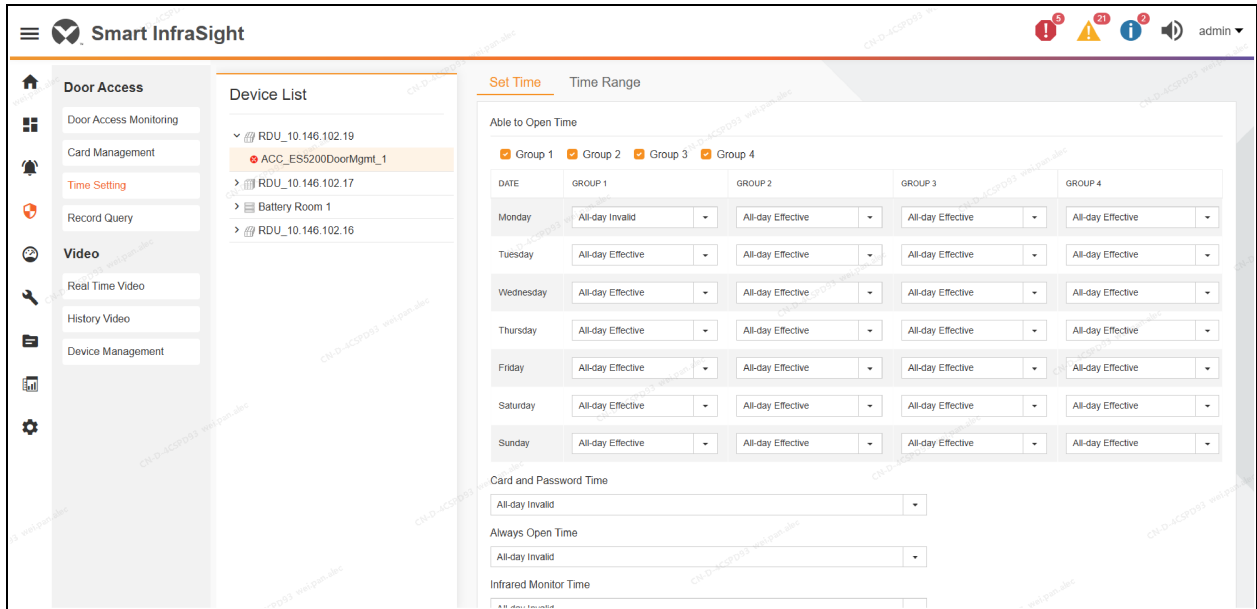 Smart InfraSight
5
21
2
admin
Door Access
Door Access Monitoring
Card Management
Time Setting
Record Query
Video
Real Time Video
History Video
Device Management
Device List
RDU_10.146.102.19
ACC_ES5200DoorMgmt_1
RDU_10.146.102.17
Battery Room 1
RDU_10.146.102.16
Set Time Time Range
Able to Open Time
Group 1 Group 2 Group 3 Group 4
DATE GROUP 1 GROUP 2 GROUP 3 GROUP 4
Monday All-day Invalid All-day Effective All-day Effective All-day Effective
Tuesday All-day Effective All-day Effective All-day Effective All-day Effective
Wednesday All-day Effective All-day Effective All-day Effective All-day Effective
Thursday All-day Effective All-day Effective All-day Effective All-day Effective
Friday All-day Effective All-day Effective All-day Effective All-day Effective
Saturday All-day Effective All-day Effective All-day Effective All-day Effective
Sunday All-day Effective All-day Effective All-day Effective All-day Effective
Card and Password Time
All-day Invalid
Always Open Time
All-day Invalid
Infrared Monitor Time
All-day Invalid